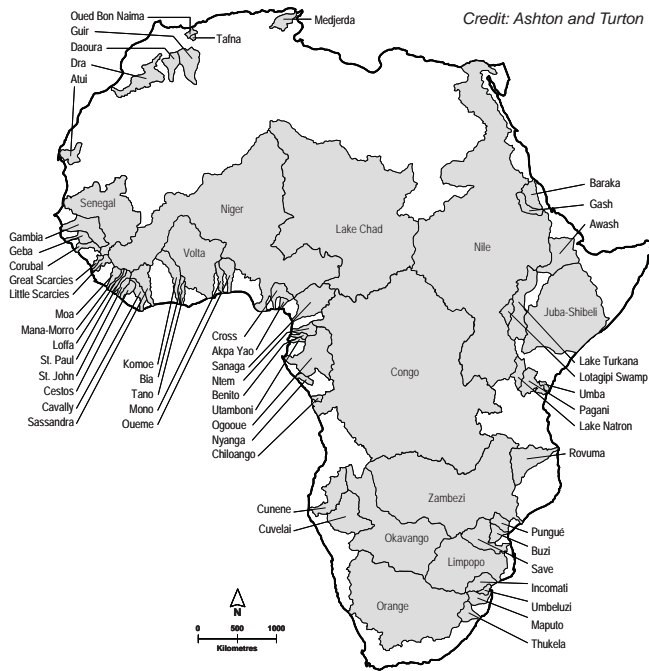 Credit: Ashton and Turton
Oued Bon Naima
Guir
Daoura
Dra
Atui
Tafna
Medjerda
Senegal
Niger
Lake Chad
Nile
Volta
Baraka
Gash
Awash
Juba-Shibeli
Gambia
Geba
Corubal
Great Scarcies
Little Scarcies
Moa
Mana-Morro
Loffa
St. Paul
St. John
Cestos
Cavally
Sassandra
Komoe
Bia
Tano
Mono
Oueme
Cross
Akpa Yao
Sanaga
Ntem
Benito
Utamboni
Ogooue
Nyanga
Chiloango
Congo
Lake Turkana
Lotagipi Swamp
Umba
Pagani
Lake Natron
Rovuma
Zambezi
Cunene
Cuvelai
Okavango
Limpopo
Orange
Pungué
Buzi
Save
Incomati
Umbeluzi
Maputo
Thukela
N
0 500 1000
Kilometres